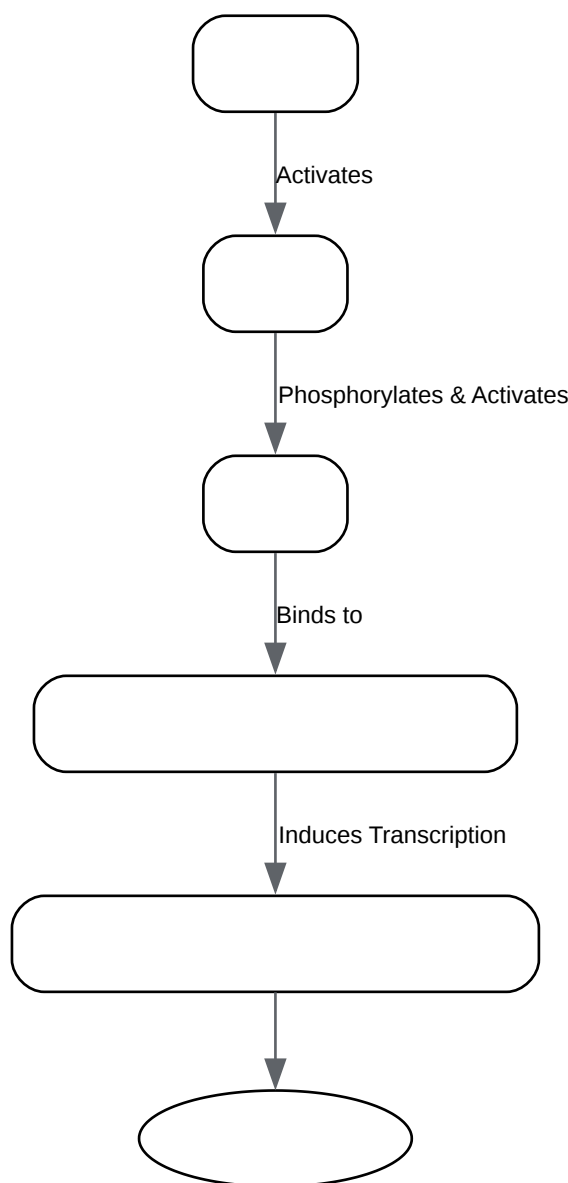 Activates
Phosphorylates & Activates
Binds to
Induces Transcription